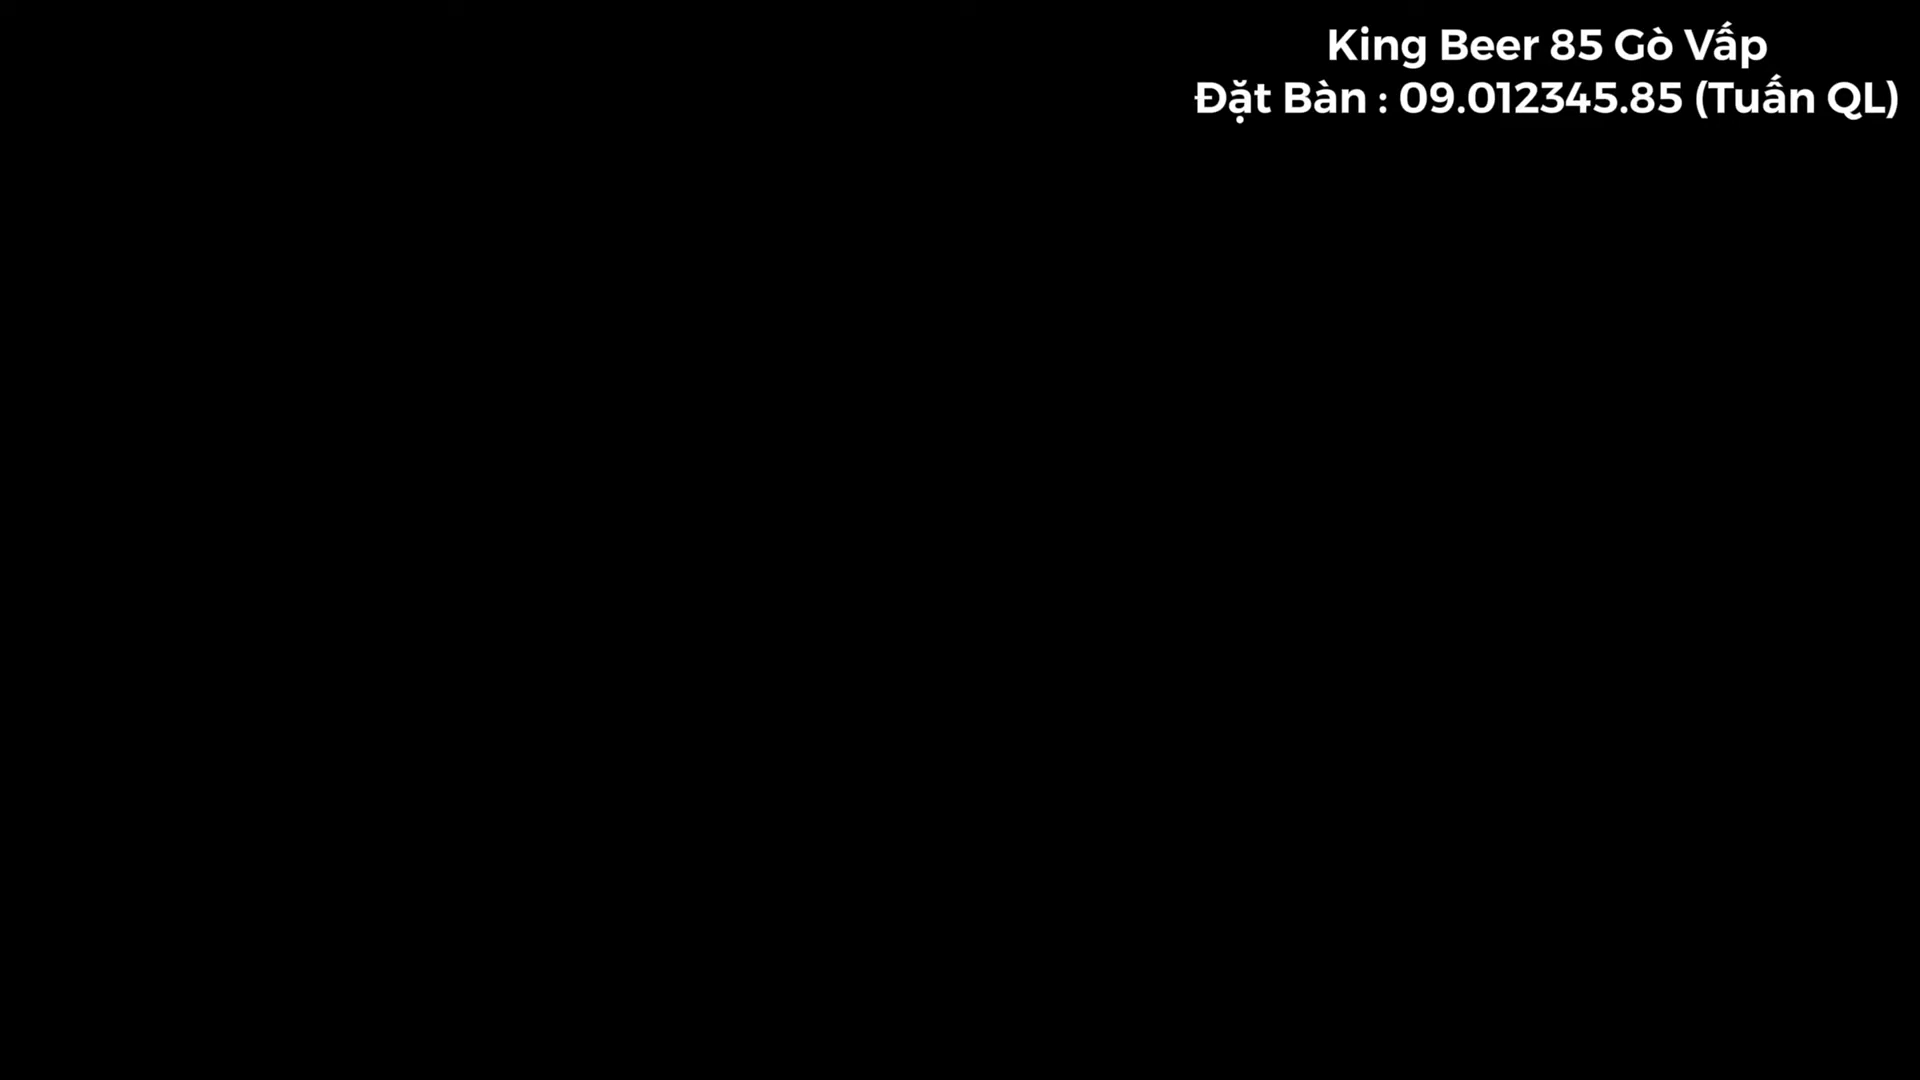 King Beer 85 Gò Vấp
Đặt Bàn : 09.012345.85 (Tuấn QL)